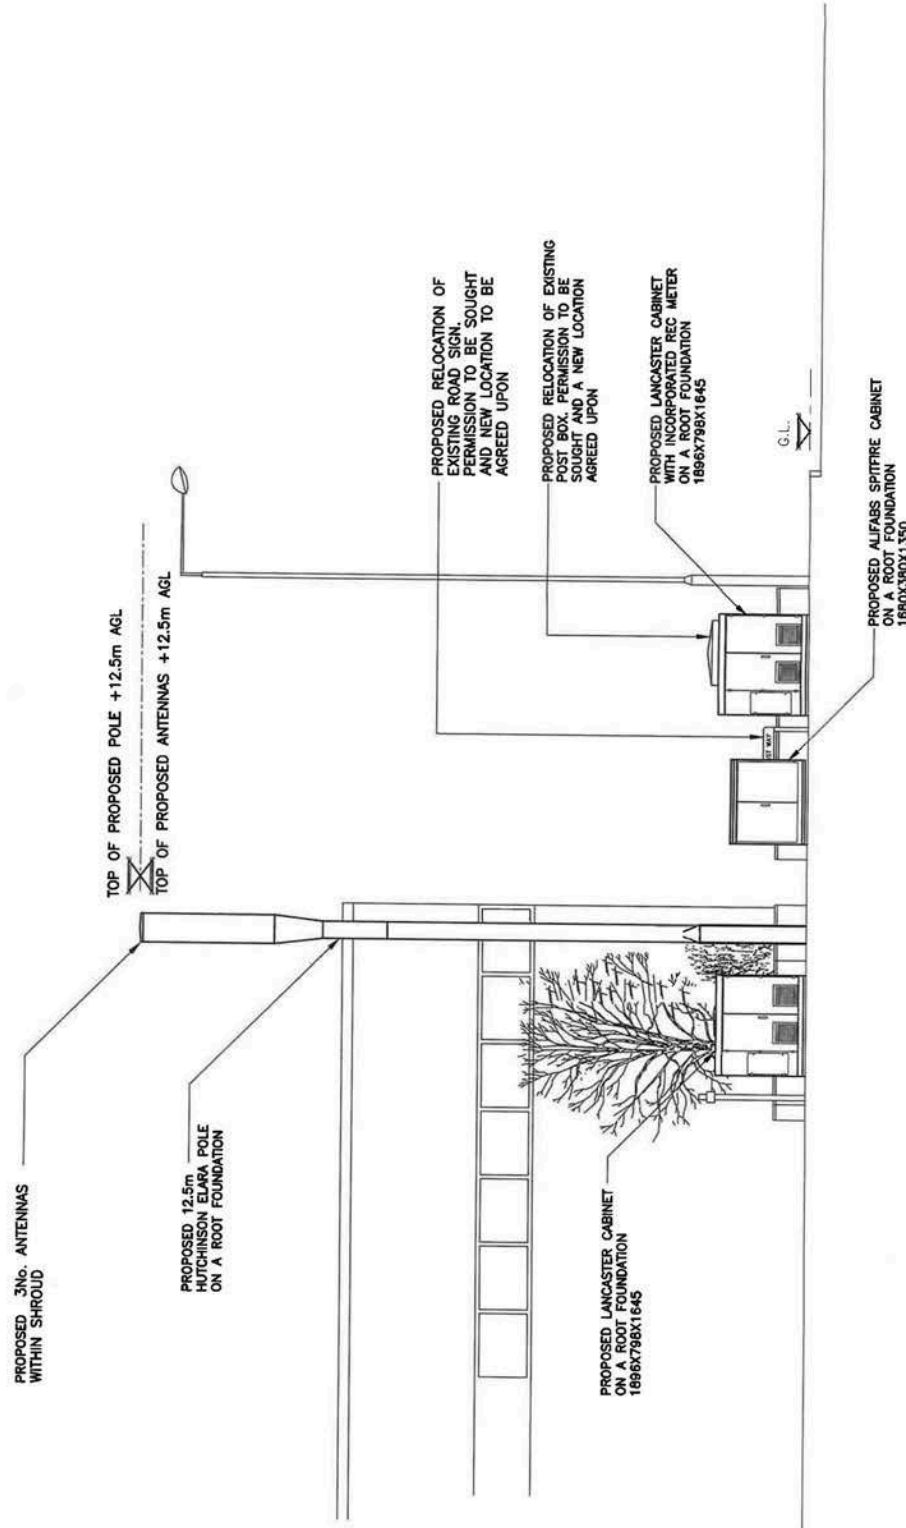 PROPOSED 3No. ANTENNAS
WITHIN SHROUD
TOP OF PROPOSED POLE +12.5m AGL
TOP OF PROPOSED ANTENNAS +12.5m AGL
PROPOSED 12.5m
HUTCHINSON ELARA POLE
ON A ROOT FOUNDATION
PROPOSED RELOCATION OF
EXISTING ROAD SIGN.
PERMISSION TO BE SOUGHT
AND NEW LOCATION TO BE
AGREED UPON
PROPOSED RELOCATION OF EXISTING
POST BOX. PERMISSION TO BE
SOUGHT AND A NEW LOCATION
AGREED UPON
PROPOSED LANCASTER CABINET
ON A ROOT FOUNDATION
1896X798X1645
PROPOSED LANCASTER CABINET
WITH INCORPORATED REC METER
ON A ROOT FOUNDATION
1896X798X1645
G.L.
ST WAY
PROPOSED ALIFABS SPITFIRE CABINET
ON A ROOT FOUNDATION
1680X380X1350